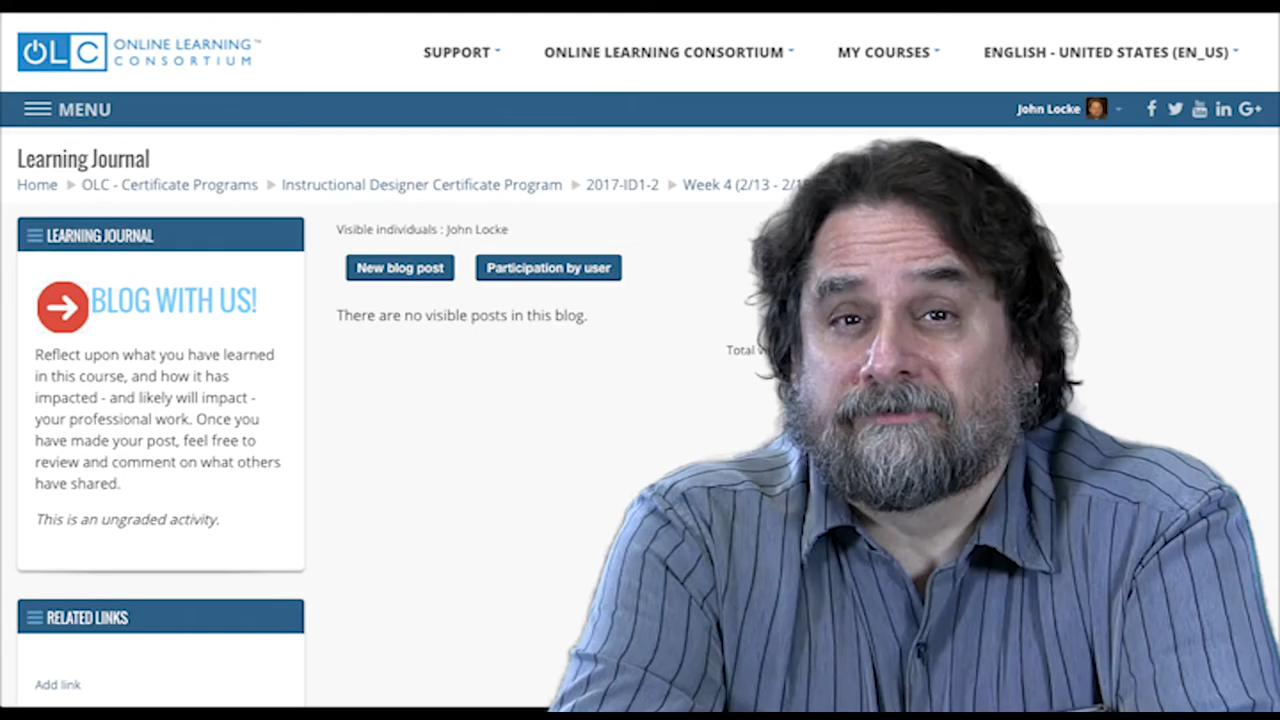 OLC ONLINE LEARNING™
CONSORTIUM
SUPPORT ONLINE LEARNING CONSORTIUM MY COURSES ENGLISH - UNITED STATES (EN_US)
MENU
John Locke
Learning Journal
Home OLC - Certificate Programs Instructional Designer Certificate Program 2017-ID1-2 Week 4 (2/13 -
LEARNING JOURNAL
BLOG WITH US!
Reflect upon what you have learned
in this course, and how it has
impacted - and likely will impact -
your professional work. Once you
have made your post, feel free to
review and comment on what others
have shared.
This is an ungraded activity.
Visible individuals : John Locke
New blog post Participation by user
There are no visible posts in this blog.
Total
RELATED LINKS
Add link